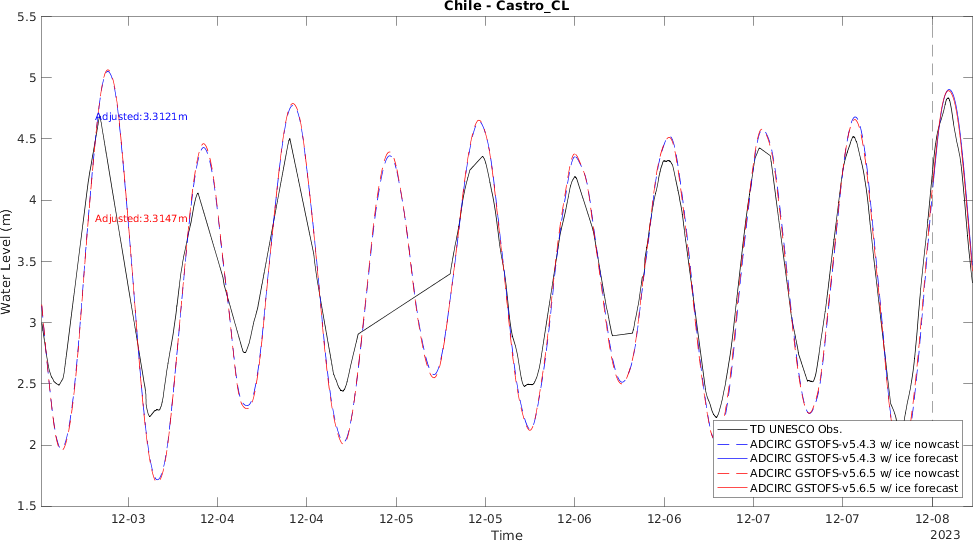 Chile - Castro_CL
5.5
5
4.5
4
3.5
3
2.5
2
1.5
Water Level (m)
Adjusted:3.3121m
Adjusted:3.3147m
TD UNESCO Obs.
ADCIRC GSTOFS-v5.4.3 w/ ice nowcast
ADCIRC GSTOFS-v5.4.3 w/ ice forecast
ADCIRC GSTOFS-v5.6.5 w/ ice nowcast
ADCIRC GSTOFS-v5.6.5 w/ ice forecast
12-03 12-04 12-04 12-05 12-05 12-06 12-06 12-07 12-07 12-08
Time 2023